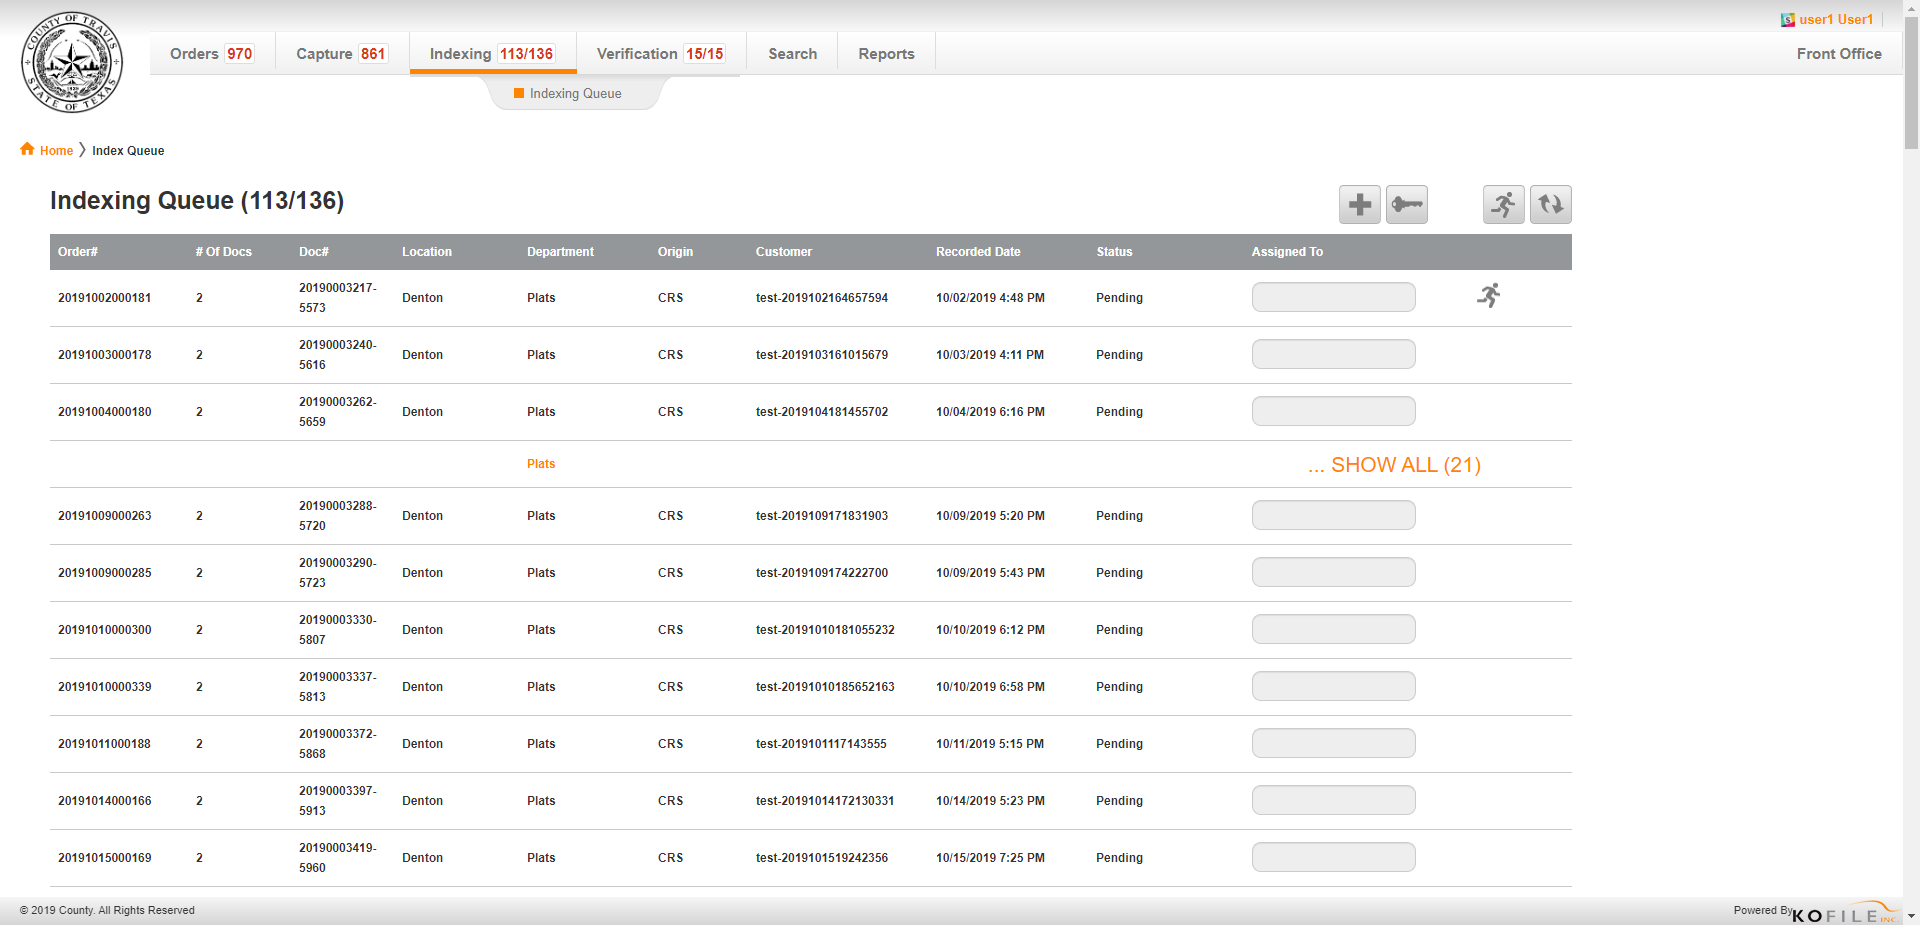 COUNTY OF TRAVIS
STATE OF TEXAS
user1 User1
Orders 970 Capture 861 Indexing 113/136 Verification 15/15 Search Reports Front Office
Indexing Queue
Home Index Queue
Indexing Queue (113/136)
Order# # Of Docs Doc# Location Department Origin Customer Recorded Date Status Assigned To
20191002000181 2 20190003217- Denton Plats CRS test-2019102164657594 10/02/2019 4:48 PM Pending
5573
20191003000178 2 20190003240- Denton Plats CRS test-2019103161015679 10/03/2019 4:11 PM Pending
5616
20191004000180 2 20190003262- Denton Plats CRS test-2019104181455702 10/04/2019 6:16 PM Pending
5659
Plats ... SHOW ALL (21)
20191009000263 2 20190003288- Denton Plats CRS test-2019109171831903 10/09/2019 5:20 PM Pending
5720
20191009000285 2 20190003290- Denton Plats CRS test-2019109174222700 10/09/2019 5:43 PM Pending
5723
20191010000300 2 20190003330- Denton Plats CRS test-20191010181055232 10/10/2019 6:12 PM Pending
5807
20191010000339 2 20190003337- Denton Plats CRS test-20191010185652163 10/10/2019 6:58 PM Pending
5813
20191011000188 2 20190003372- Denton Plats CRS test-2019101117143555 10/11/2019 5:15 PM Pending
5868
20191014000166 2 20190003397- Denton Plats CRS test-20191014172130331 10/14/2019 5:23 PM Pending
5913
20191015000169 2 20190003419- Denton Plats CRS test-2019101519242356 10/15/2019 7:25 PM Pending
5960
© 2019 County. All Rights Reserved
Powered By KOFILE INC.